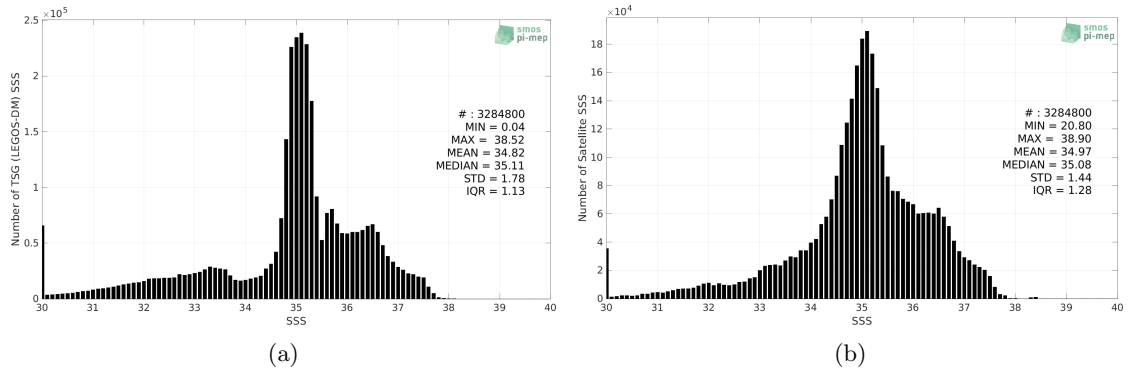 ×10⁵
2.5
2
1.5
1
0.5
0
Number of TSG (LEGOS-DM) SSS
smos
pi-mep
# : 3284800
MIN = 0.04
MAX = 38.52
MEAN = 34.82
MEDIAN = 35.11
STD = 1.78
IQR = 1.13
30 31 32 33 34 35 36 37 38 39 40
SSS
(a)
×10⁴
18
16
14
12
10
8
6
4
2
0
Number of Satellite SSS
smos
pi-mep
# : 3284800
MIN = 20.80
MAX = 38.90
MEAN = 34.97
MEDIAN = 35.08
STD = 1.44
IQR = 1.28
30 31 32 33 34 35 36 37 38 39 40
SSS
(b)